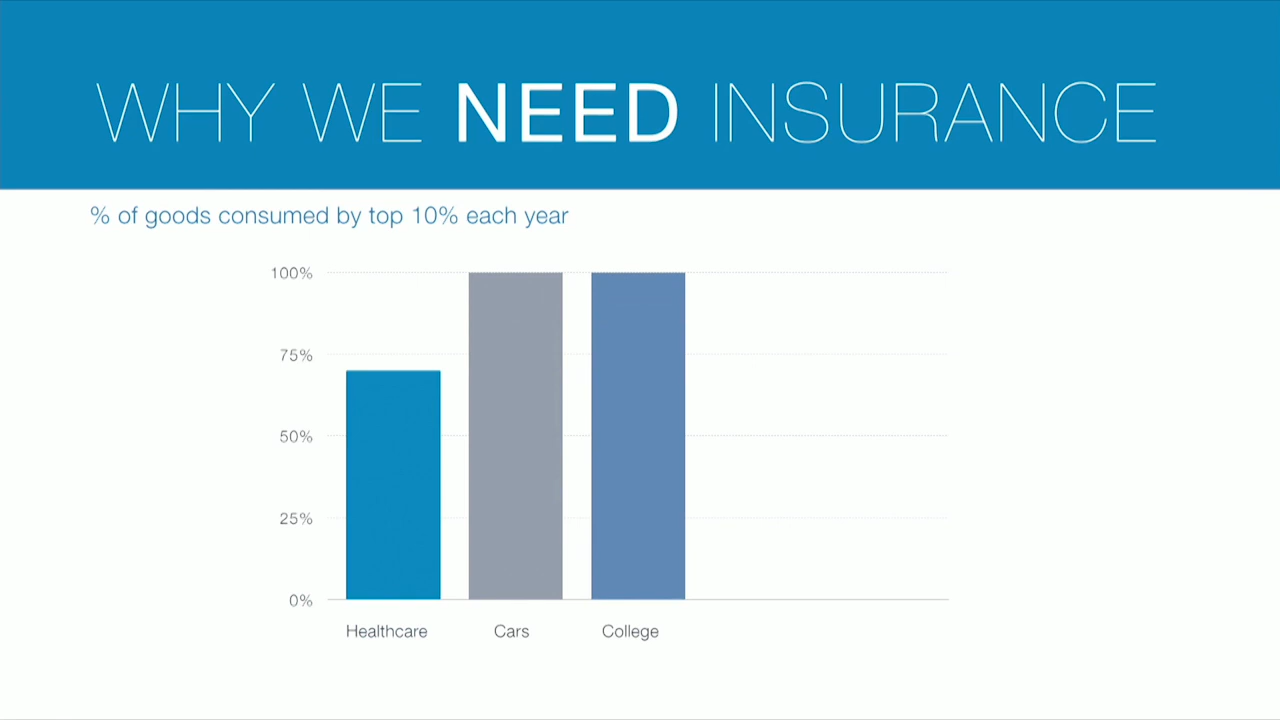 WHY WE NEED INSURANCE
% of goods consumed by top 10% each year
100%
75%
50%
25%
0%
Healthcare Cars College